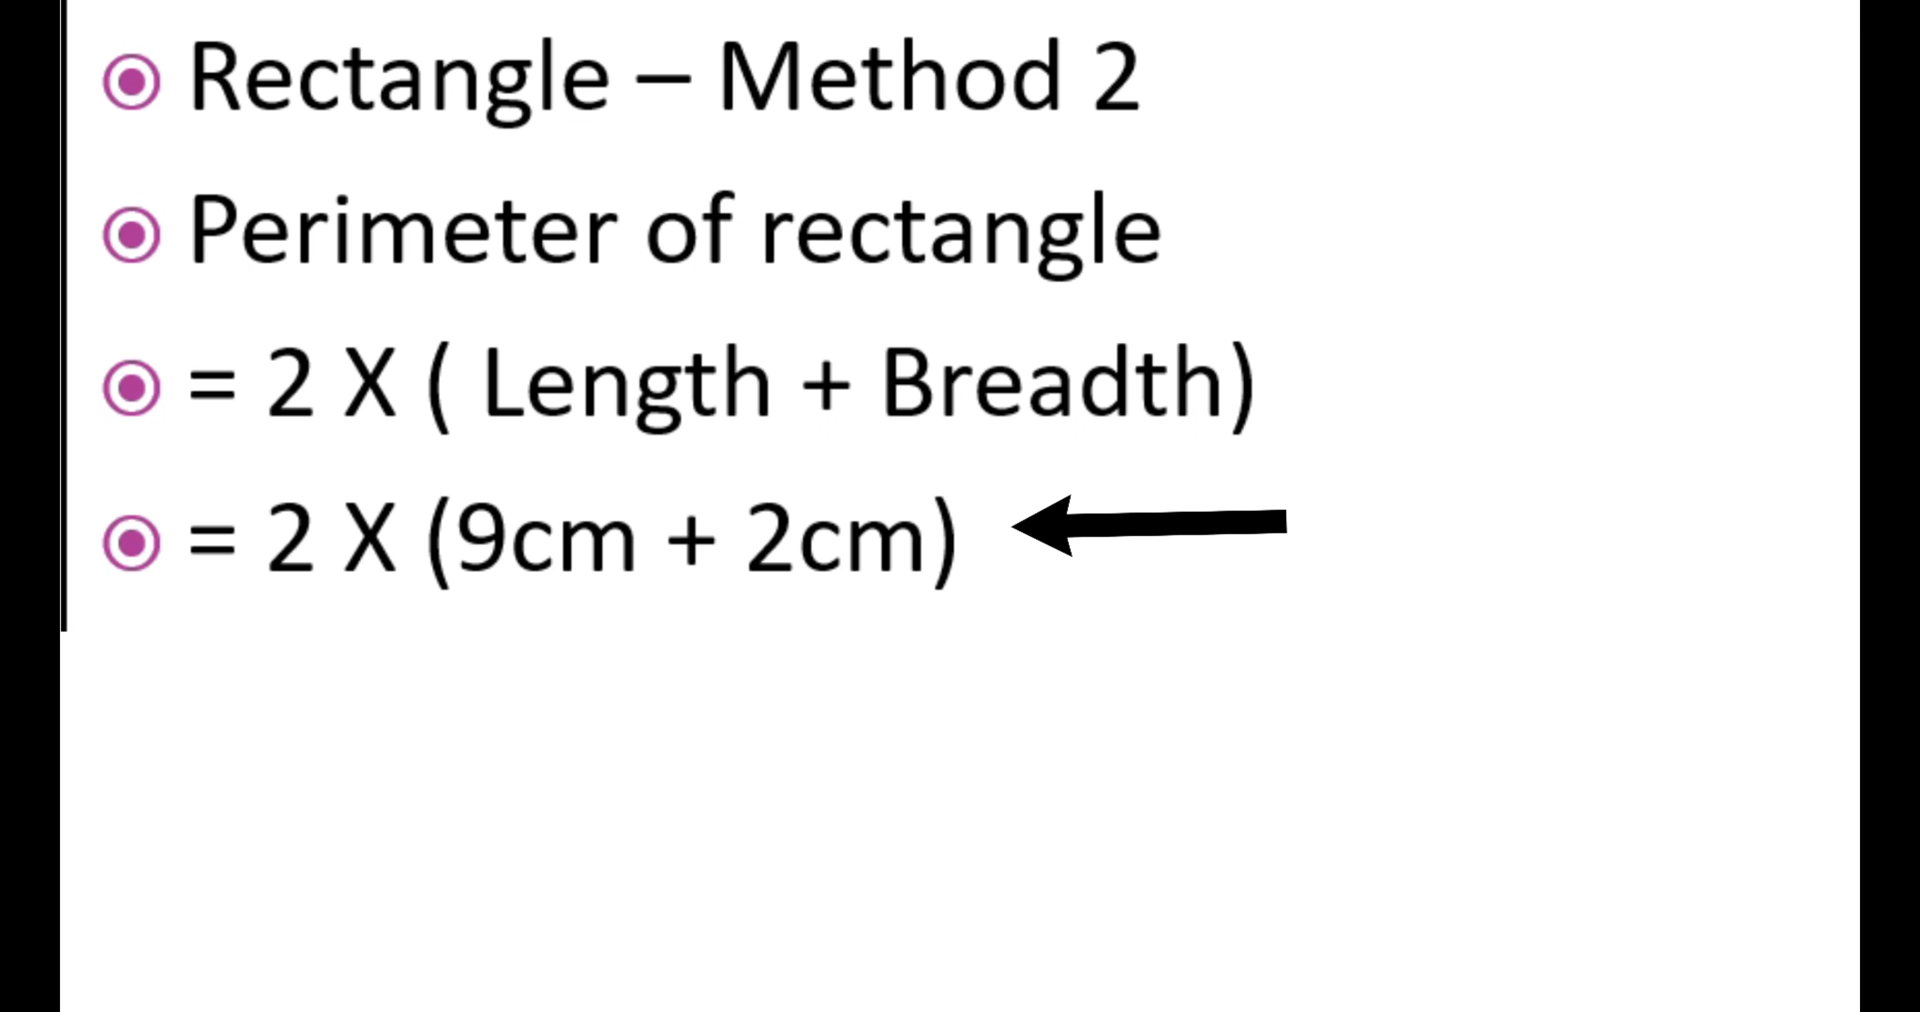 Rectangle – Method 2
Perimeter of rectangle
= 2 X ( Length + Breadth)
= 2 X (9cm + 2cm)